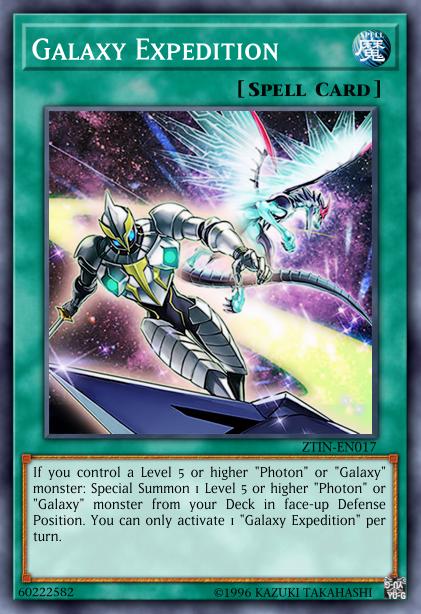 GALAXY EXPEDITION
SPELL
魔
[SPELL CARD]
ZTIN-EN017
If you control a Level 5 or higher "Photon" or "Galaxy"
monster: Special Summon 1 Level 5 or higher "Photon" or
"Galaxy" monster from your Deck in face-up Defense
Position. You can only activate 1 "Galaxy Expedition" per
turn.
60222582
©1996 KAZUKI TAKAHASHI